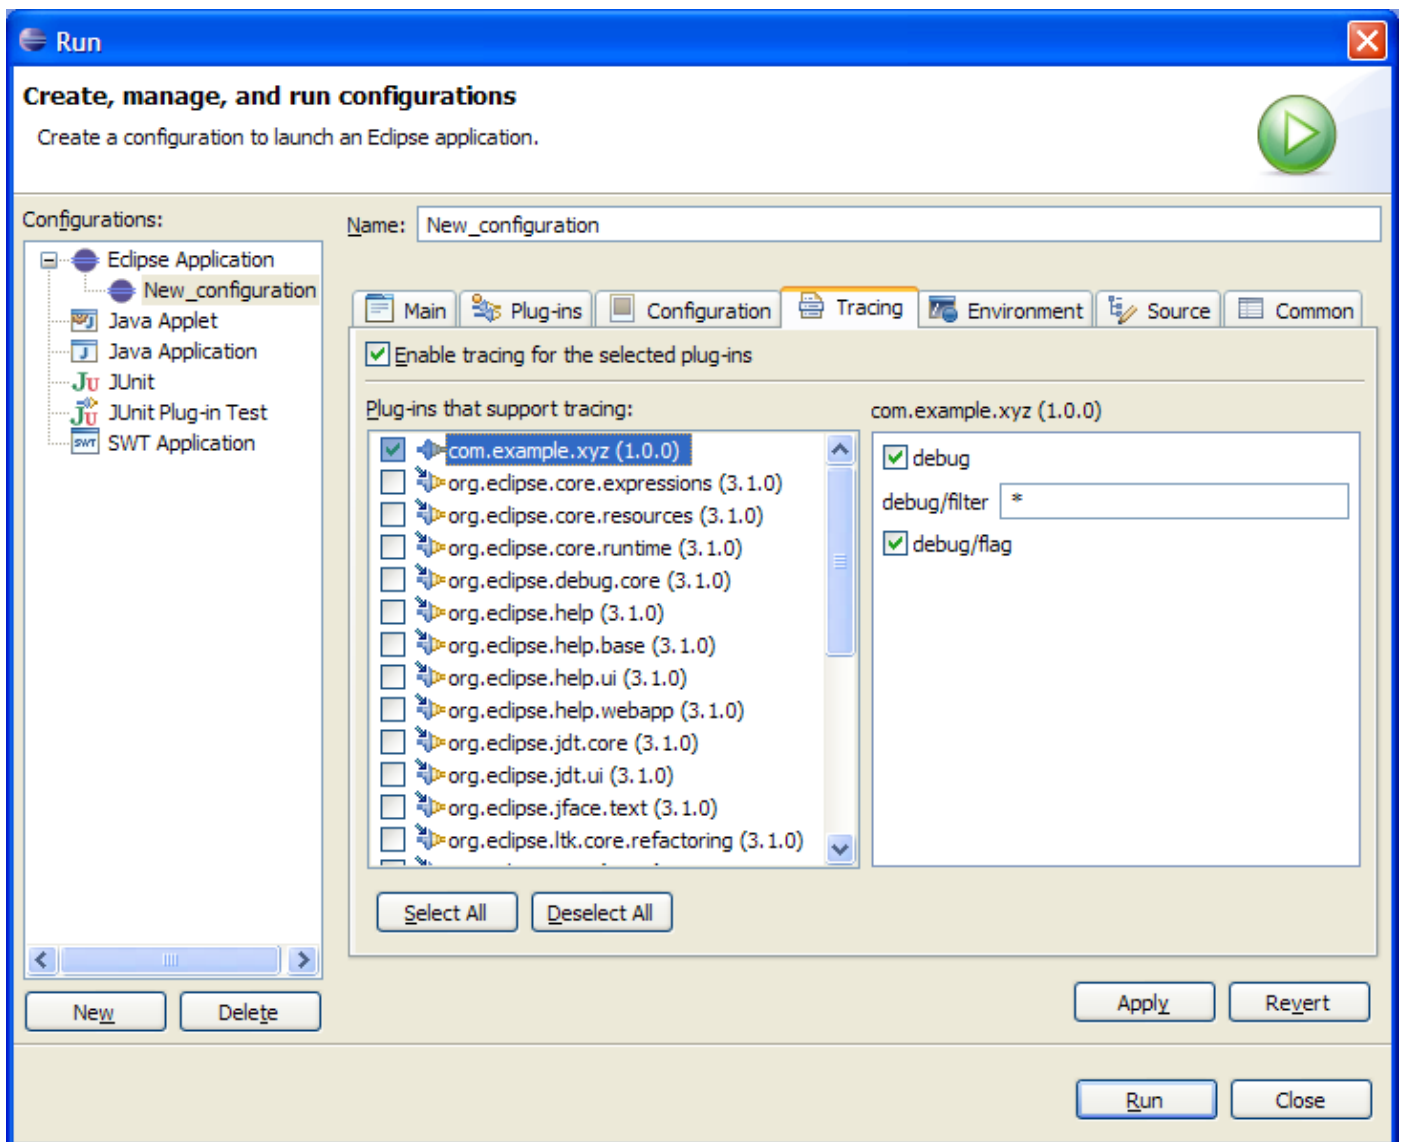 Run
Create, manage, and run configurations
Create a configuration to launch an Eclipse application.
Configurations:
Name: New_configuration
Eclipse Application
New_configuration
Java Applet
Java Application
JUnit
JUnit Plug-in Test
SWT Application
Main Plug-ins Configuration Tracing Environment Source Common
Enable tracing for the selected plug-ins
Plug-ins that support tracing:
com.example.xyz (1.0.0)
org.eclipse.core.expressions (3.1.0)
org.eclipse.core.resources (3.1.0)
org.eclipse.core.runtime (3.1.0)
org.eclipse.debug.core (3.1.0)
org.eclipse.help (3.1.0)
org.eclipse.help.base (3.1.0)
org.eclipse.help.ui (3.1.0)
org.eclipse.help.webapp (3.1.0)
org.eclipse.jdt.core (3.1.0)
org.eclipse.jdt.ui (3.1.0)
org.eclipse.jface.text (3.1.0)
org.eclipse.ltk.core.refactoring (3.1.0)
com.example.xyz (1.0.0)
debug
debug/filter *
debug/flag
Select All Deselect All
New Delete
Apply Revert
Run Close